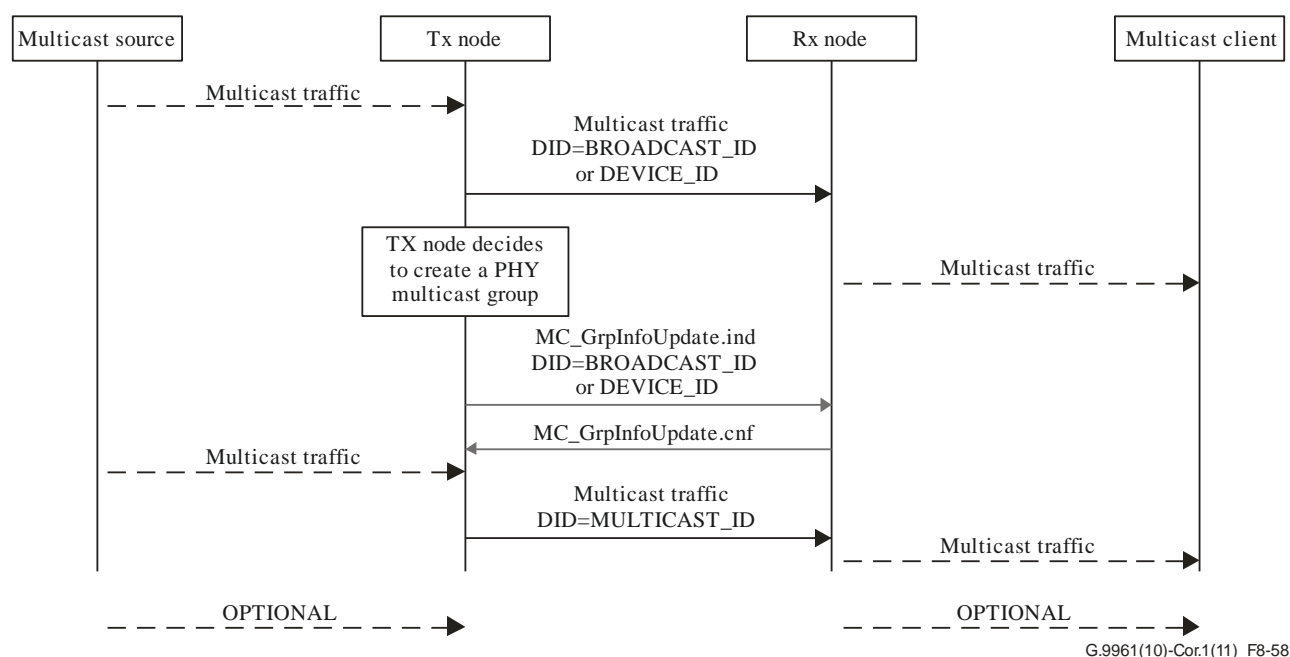 Multicast source
Tx node
Rx node
Multicast client
Multicast traffic
Multicast traffic
DID=BROADCAST_ID
or DEVICE_ID
TX node decides
to create a PHY
multicast group
Multicast traffic
MC_GrpInfoUpdate.ind
DID=BROADCAST_ID
or DEVICE_ID
MC_GrpInfoUpdate.cnf
Multicast traffic
Multicast traffic
DID=MULTICAST_ID
Multicast traffic
OPTIONAL
OPTIONAL
G.9961(10)-Cor.1(11)_F8-58